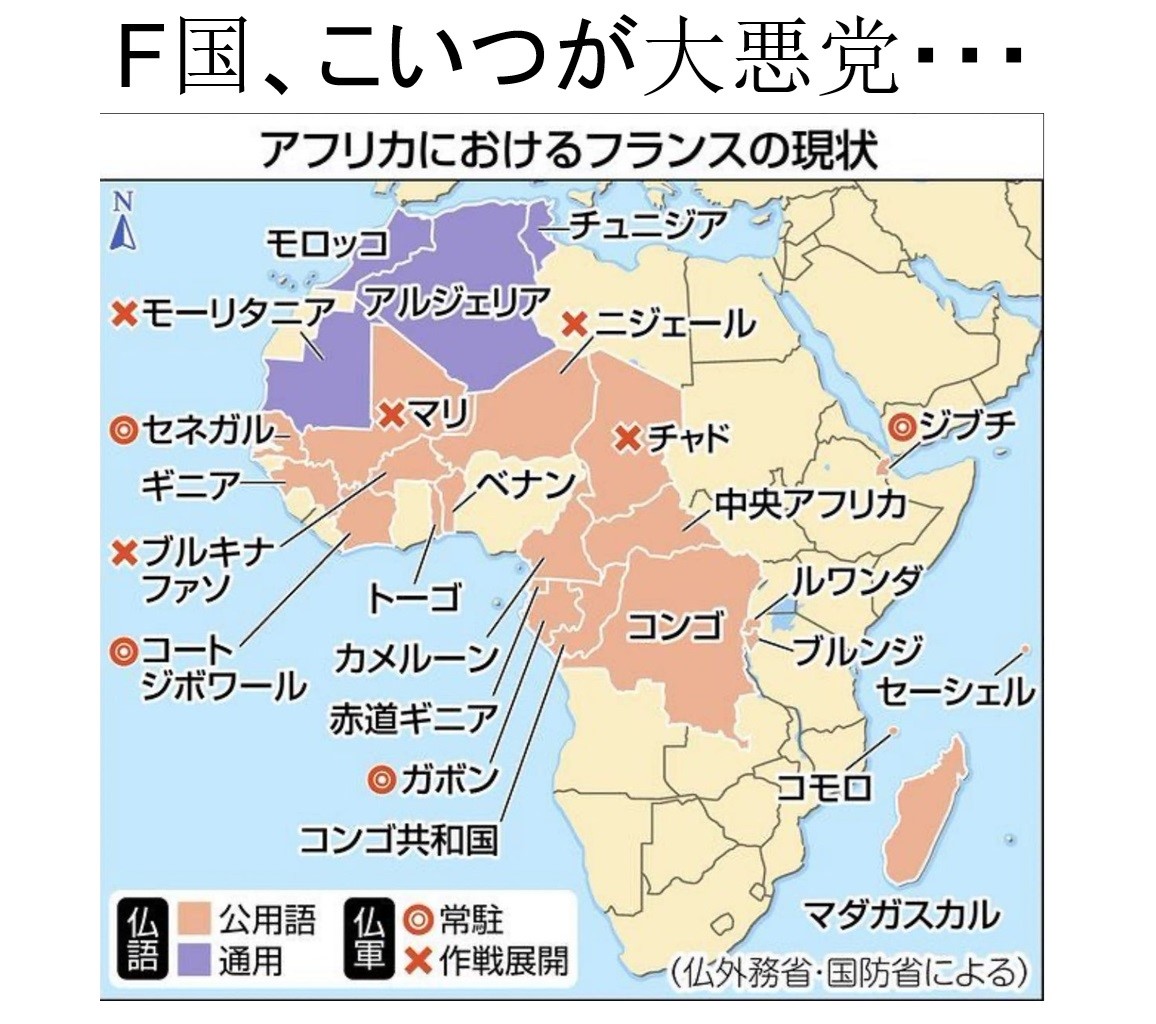 F国、こいつが大悪党・・・
アフリカにおけるフランスの現状
N
チュニジア
モロッコ
アルジェリア
モーリタニア
ニジェール
マリ
セネガル
チャド
ジブチ
ギニア
ベナン
中央アフリカ
ブルキナ
ファソ
トーゴ
ルワンダ
コンゴ
コート
ジボワール
カメルーン
ブルンジ
セーシェル
赤道ギニア
ガボン
コモロ
コンゴ共和国
マダガスカル
仏語
公用語
通用
仏軍
常駐
作戦展開
(仏外務省・国防省による)